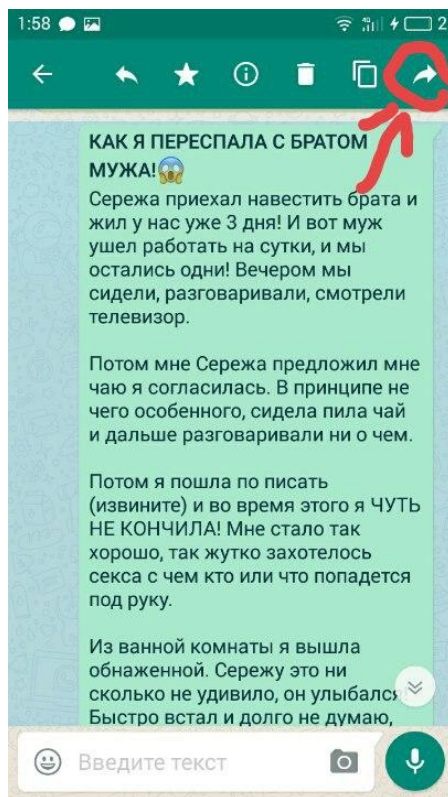 1:58
2
КАК Я ПЕРЕСПАЛА С БРАТОМ
МУЖА!😱
Сережа приехал навестить брата и
жил у нас уже 3 дня! И вот муж
ушел работать на сутки, и мы
остались одни! Вечером мы
сидели, разговаривали, смотрели
телевизор.
Потом мне Сережа предложил мне
чаю я согласилась. В принципе не
чего особенного, сидела пила чай
и дальше разговаривали ни о чем.
Потом я пошла по писать
(извините) и во время этого я ЧУТЬ
НЕ КОНЧИЛА! Мне стало так
хорошо, так жутко захотелось
секса с чем кто или что попадется
под руку.
Из ванной комнаты я вышла
обнаженной. Сережу это ни
сколько не удивило, он улыбался!
Быстро встал и долго не думаю,
Введите текст